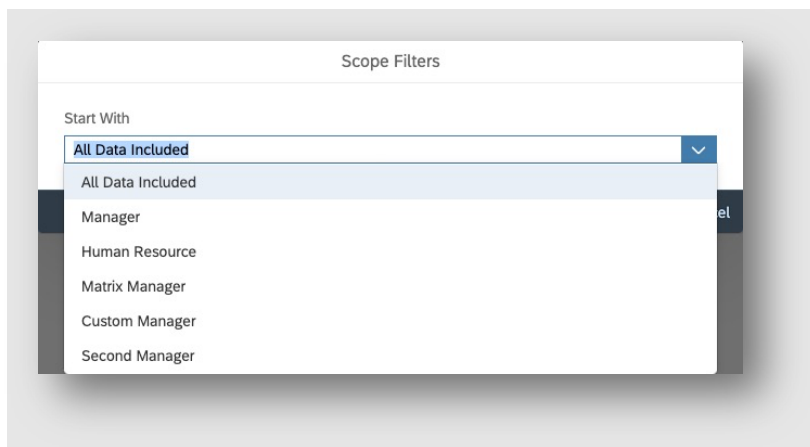 Scope Filters
Start With
All Data Included
All Data Included
Manager
el
Human Resource
Matrix Manager
Custom Manager
Second Manager